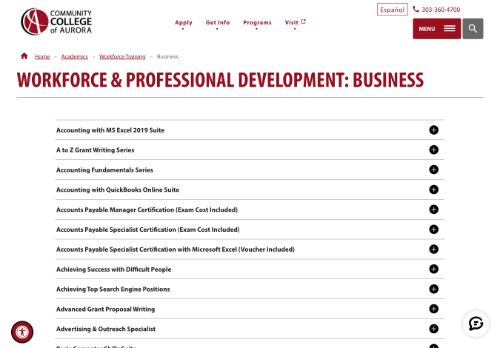 Español 303-360-4700
COMMUNITY
COLLEGE
of AURORA
Apply Get Info Programs Visit
MENU
Home – Academics – Workforce Training – Business
WORKFORCE & PROFESSIONAL DEVELOPMENT: BUSINESS
Accounting with MS Excel 2019 Suite
A to Z Grant Writing Series
Accounting Fundamentals Series
Accounting with QuickBooks Online Suite
Accounts Payable Manager Certification (Exam Cost Included)
Accounts Payable Specialist Certification (Exam Cost Included)
Accounts Payable Specialist Certification with Microsoft Excel (Voucher Included)
Achieving Success with Difficult People
Achieving Top Search Engine Positions
Advanced Grant Proposal Writing
Advertising & Outreach Specialist
Basic Computer Skills Suite